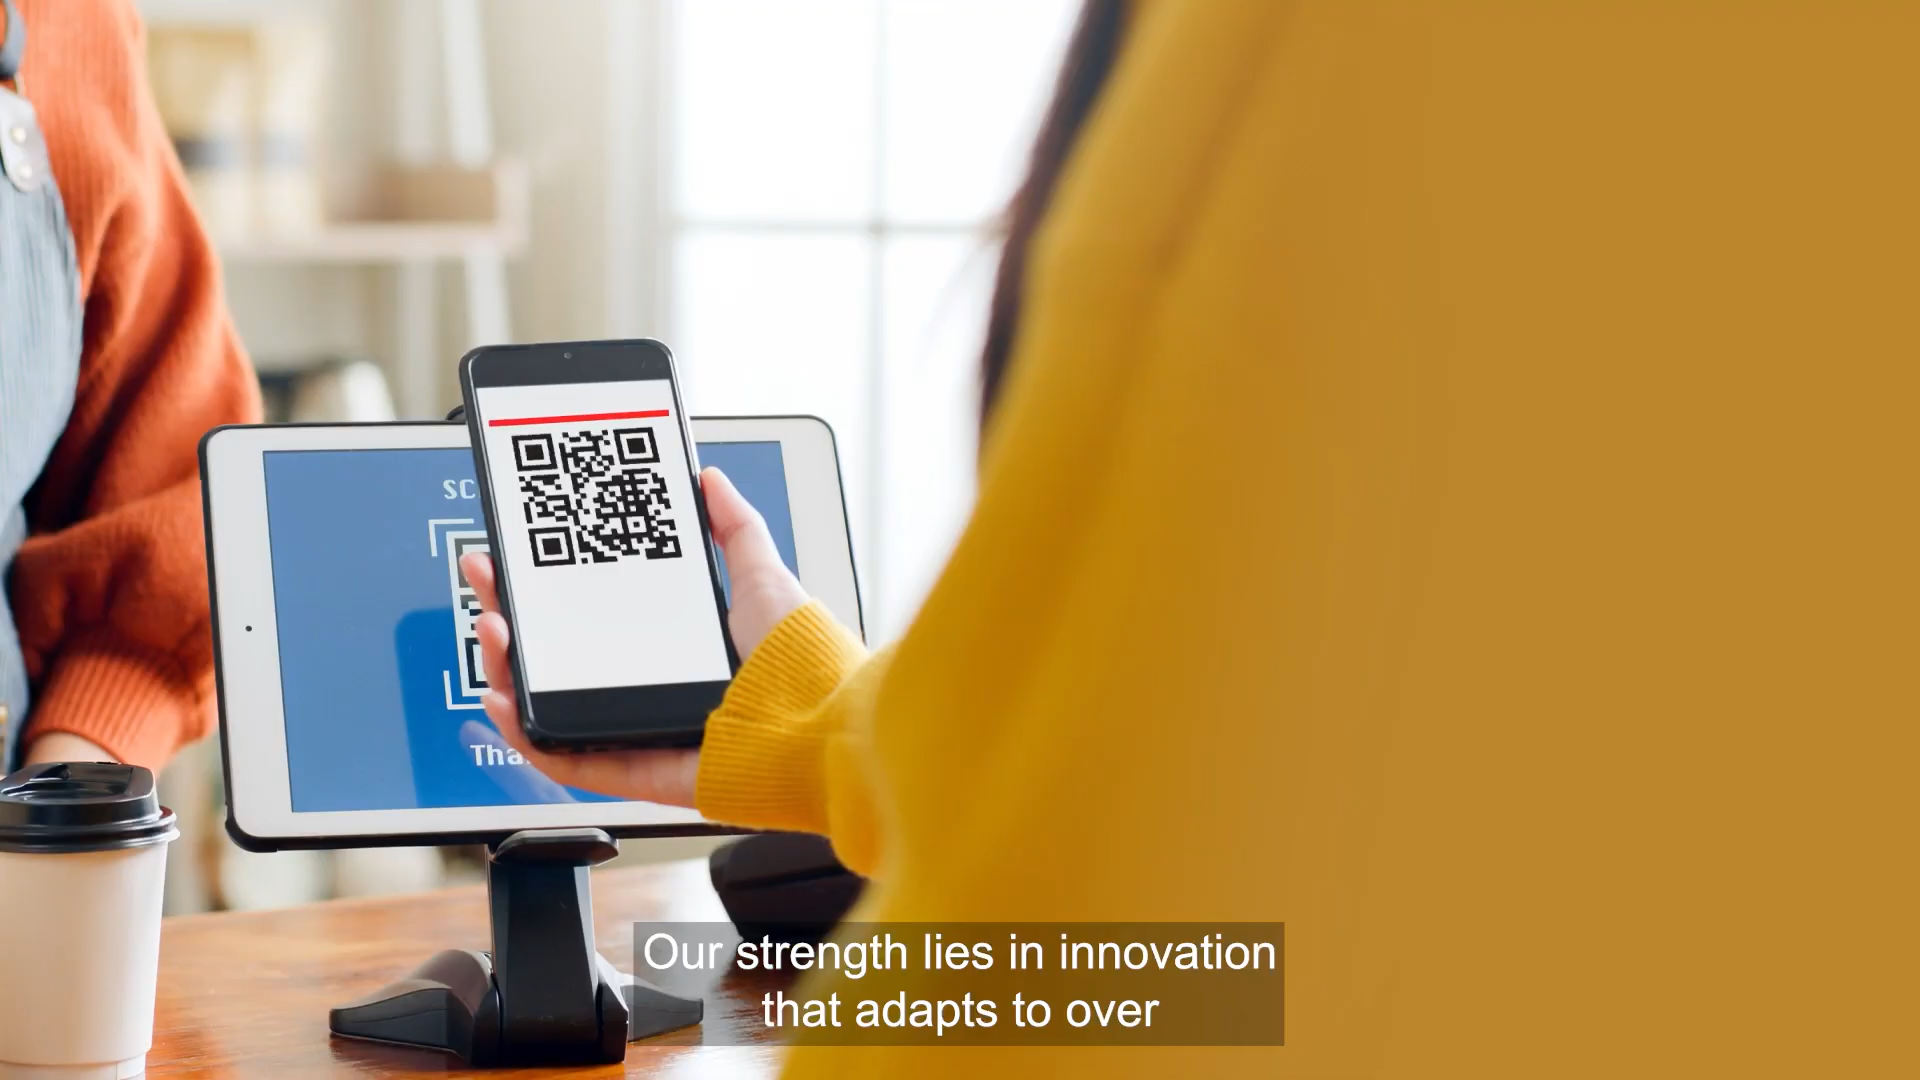 Our strength lies in innovation
that adapts to over